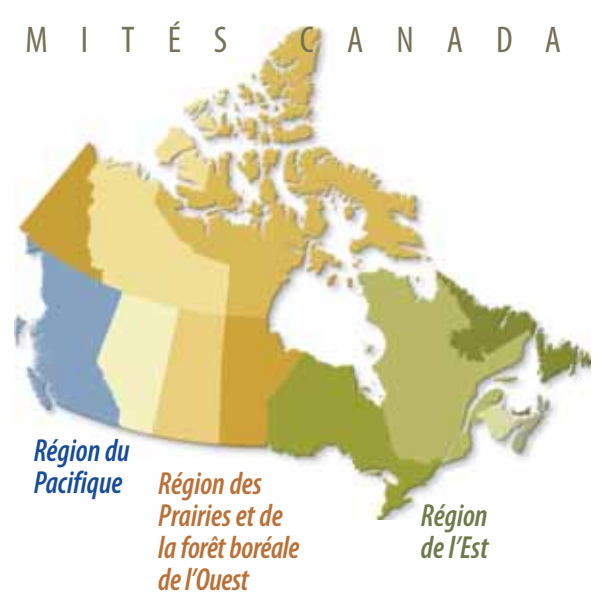 MITÉS CANADA
Région du
Pacifique
Région des
Prairies et de
la forêt boréale
de l'Ouest
Région
de l'Est